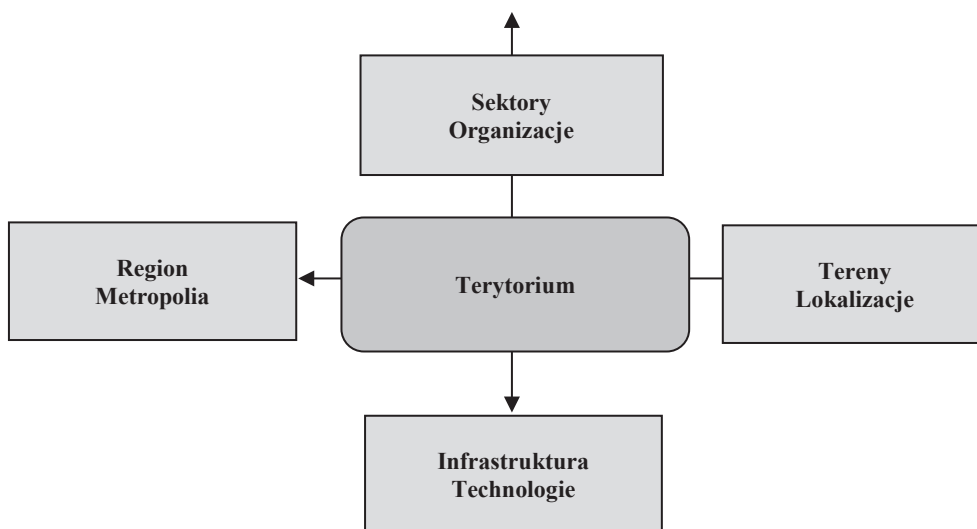 Sektory
Organizacje
Region
Metropolia
Terytorium
Tereny
Lokalizacje
Infrastruktura
Technologie